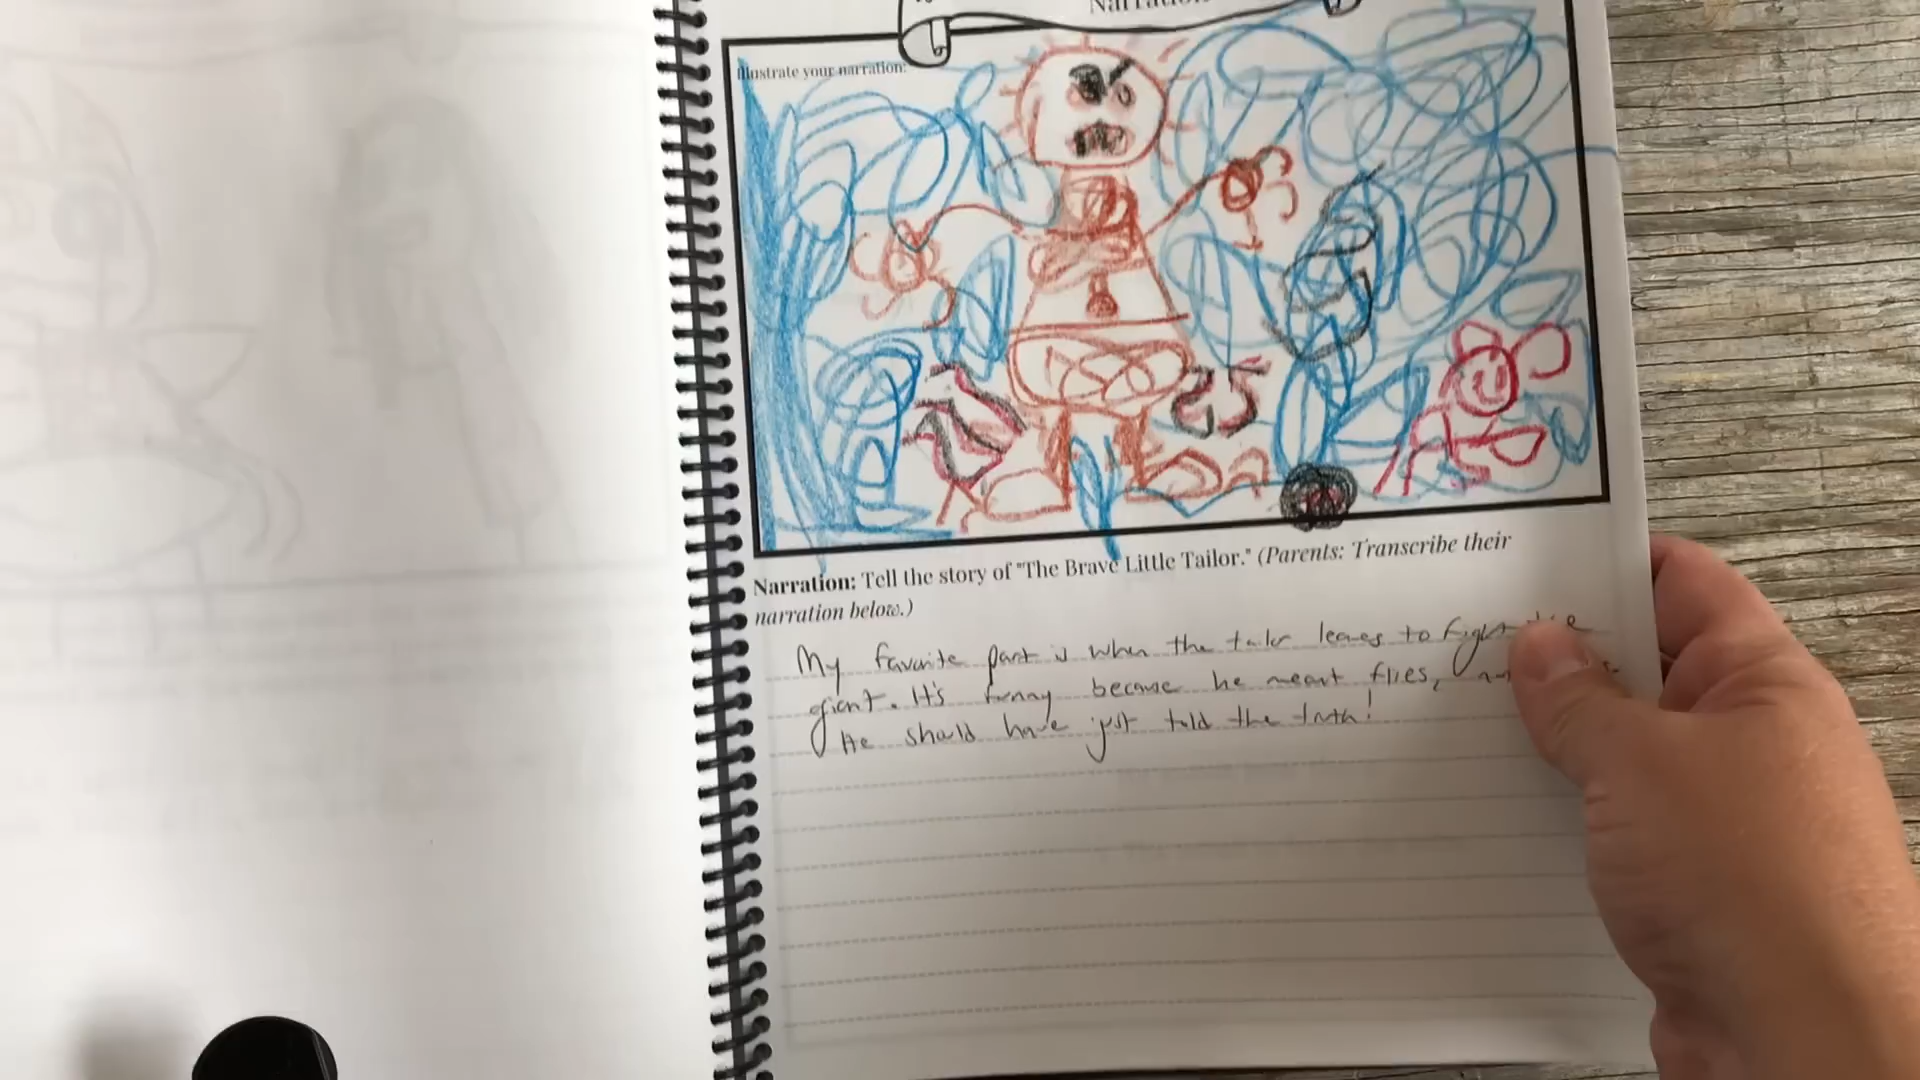 Narration
Illustrate your narration:
Narration: Tell the story of "The Brave Little Tailor." (Parents: Transcribe their
narration below.)
My favorite part is when the tailor leaves to fight the
giant. It's funny because he meant flies,
He should have just told the truth!